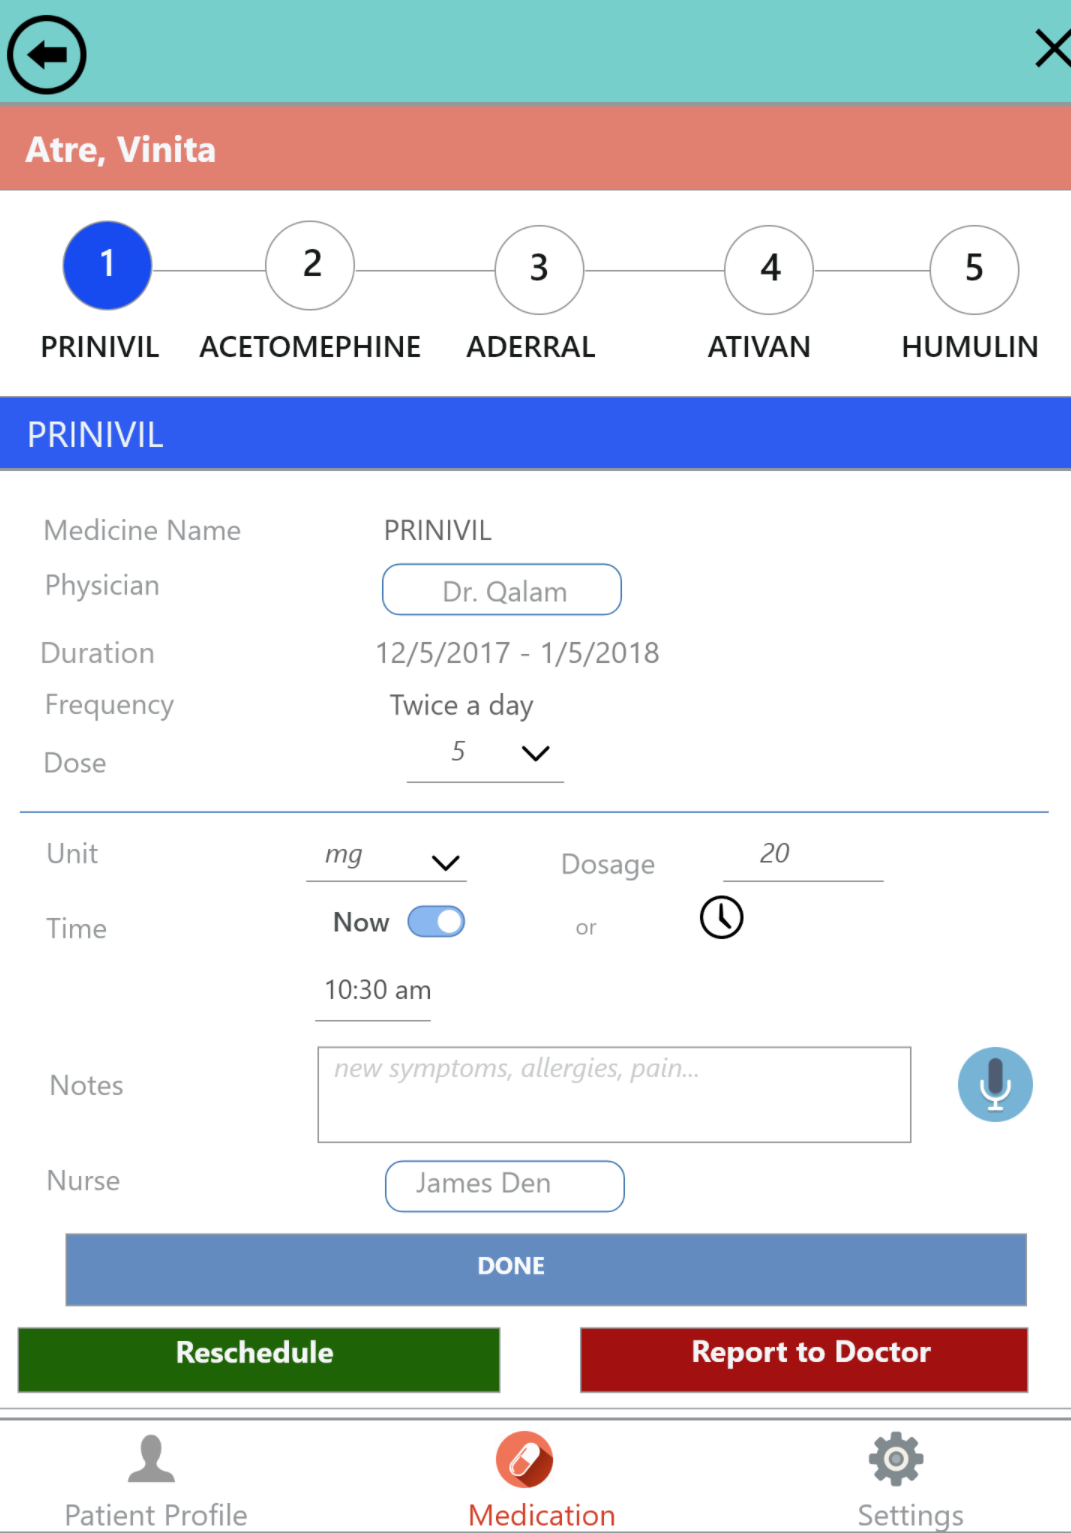 Atre, Vinita
1 2 3 4 5
PRINIVIL ACETOMEPHINE ADERRAL ATIVAN HUMULIN
PRINIVIL
Medicine Name PRINIVIL
Physician Dr. Qalam
Duration 12/5/2017 - 1/5/2018
Frequency Twice a day
Dose 5
Unit mg Dosage 20
Time Now or
10:30 am
Notes new symptoms, allergies, pain...
Nurse James Den
DONE
Reschedule Report to Doctor
Patient Profile Medication Settings